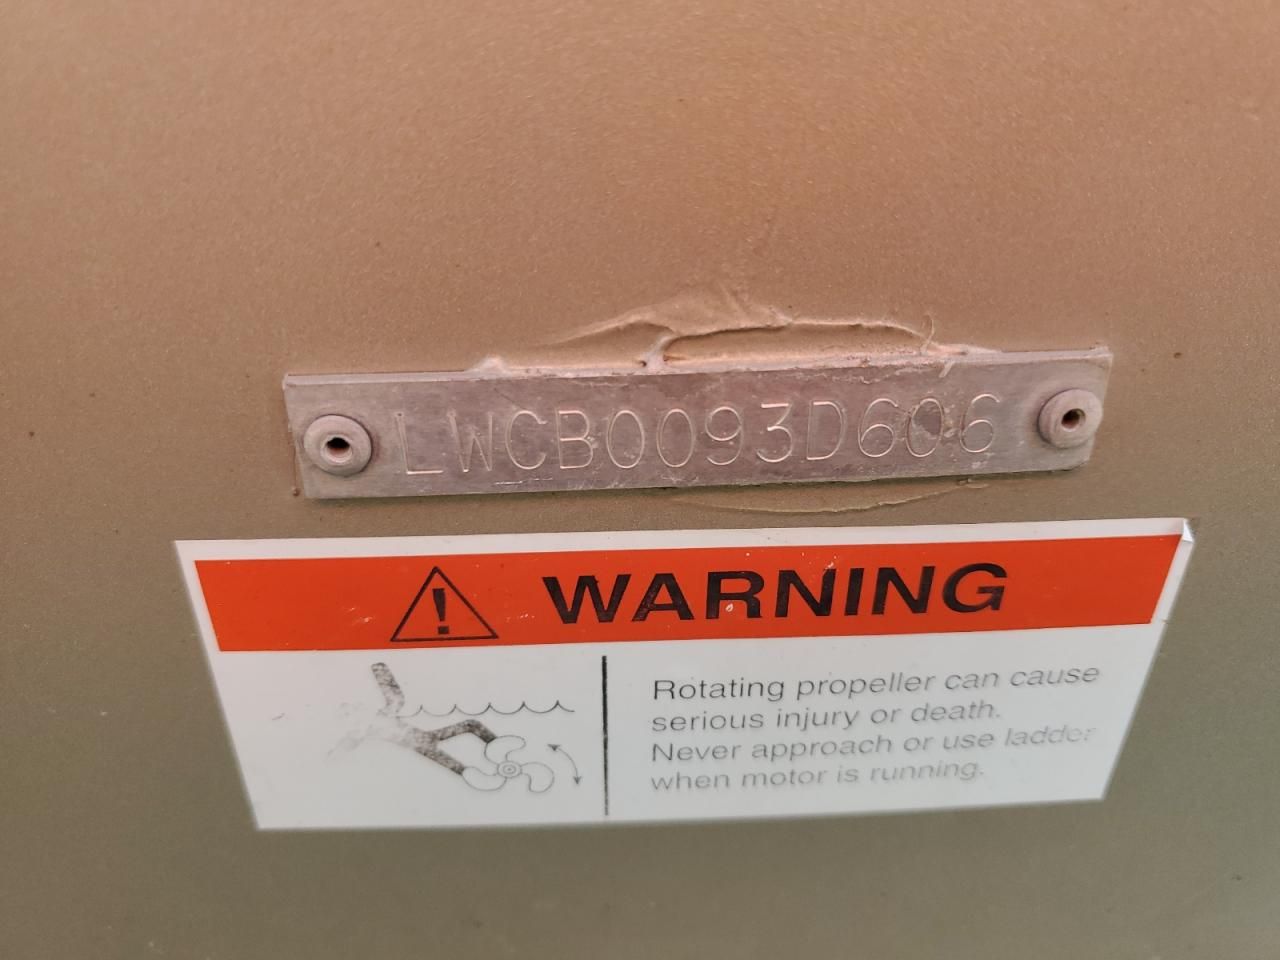 LWCB0093D606
WARNING
Rotating propeller can cause
serious injury or death.
Never approach or use ladder
when motor is running.